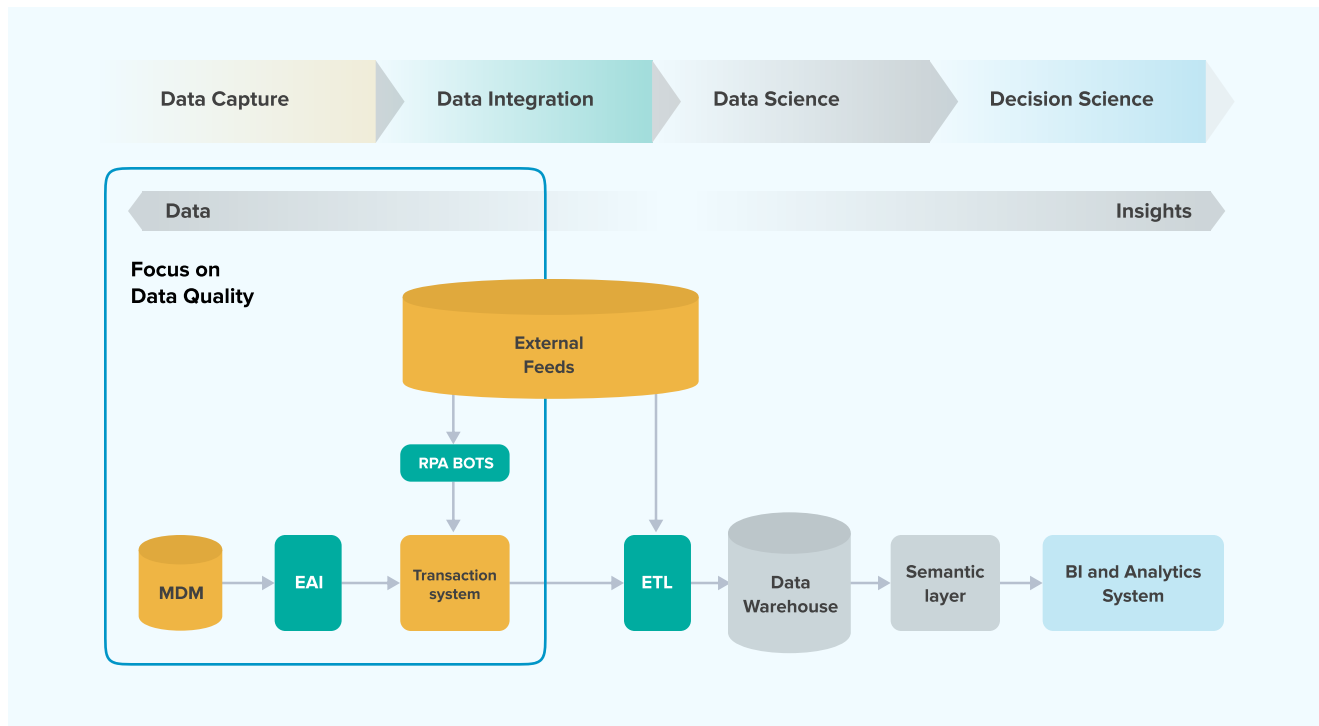 Data Capture
Data Integration
Data Science
Decision Science
Data
Insights
Focus on
Data Quality
External
Feeds
RPA BOTS
MDM
EAI
Transaction
system
ETL
Data
Warehouse
Semantic
layer
BI and Analytics
System